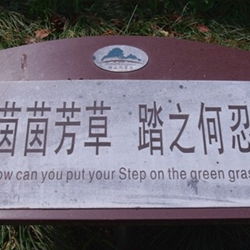 茵茵芳草 踏之何忍
ow can you put your Step on the green gras